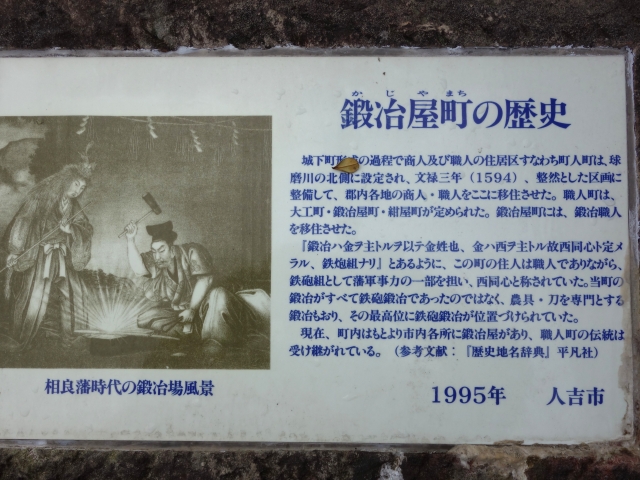 かじやまち
鍛冶屋町の歴史
城下町形成の過程で商人及び職人の住居区すなわち町人町は、球
磨川の北側に設定され、文禄三年（1594）、整然とした区画に
整備して、郡内各地の商人・職人をここに移住させた。職人町は、
大工町・鍛冶屋町・紺屋町が定められた。鍛冶屋町には、鍛冶職人
を移住させた。
『鍛冶ハ金ヲ主トルヲ以テ金姓也、金ハ西ヲ主トル故西同心ト定メ
ラル、鉄炮組ナリ』とあるように、この町の住人は職人でありながら、
鉄砲組として藩軍事力の一部を担い、西同心と称されていた。当町の
鍛冶がすべて鉄砲鍛冶であったのではなく、農具・刀を専門とする
鍛冶もおり、その最高位に鉄砲鍛冶が位置づけられていた。
現在、町内はもとより市内各所に鍛冶屋があり、職人町の伝統は
受け継がれている。（参考文献：『歴史地名辞典』平凡社）
相良藩時代の鍛冶場風景
1995年　人吉市